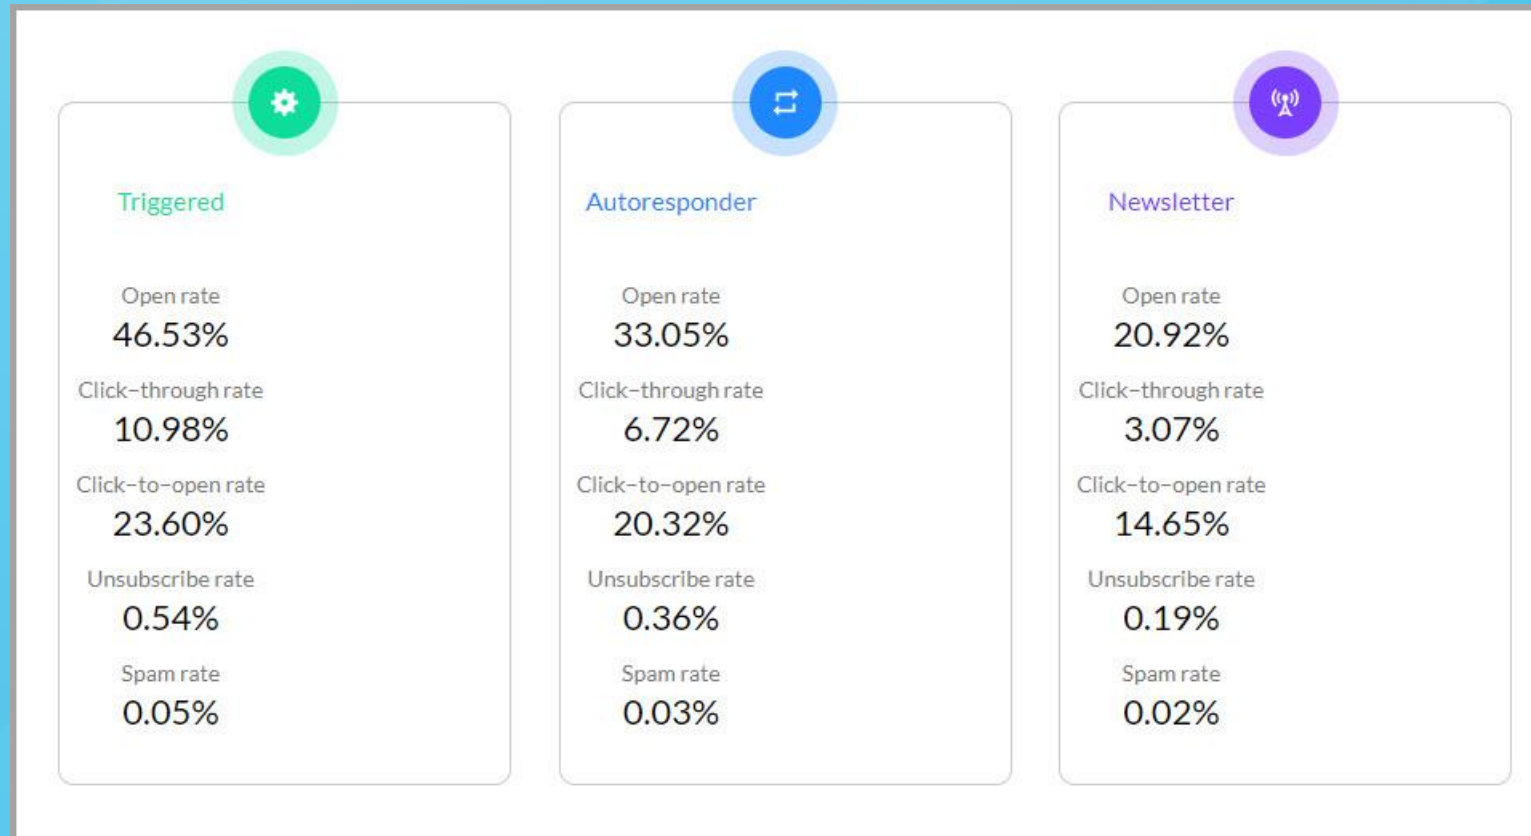 Triggered
Open rate
46.53%
Click-through rate
10.98%
Click-to-open rate
23.60%
Unsubscribe rate
0.54%
Spam rate
0.05%
Autoresponder
Open rate
33.05%
Click-through rate
6.72%
Click-to-open rate
20.32%
Unsubscribe rate
0.36%
Spam rate
0.03%
Newsletter
Open rate
20.92%
Click-through rate
3.07%
Click-to-open rate
14.65%
Unsubscribe rate
0.19%
Spam rate
0.02%